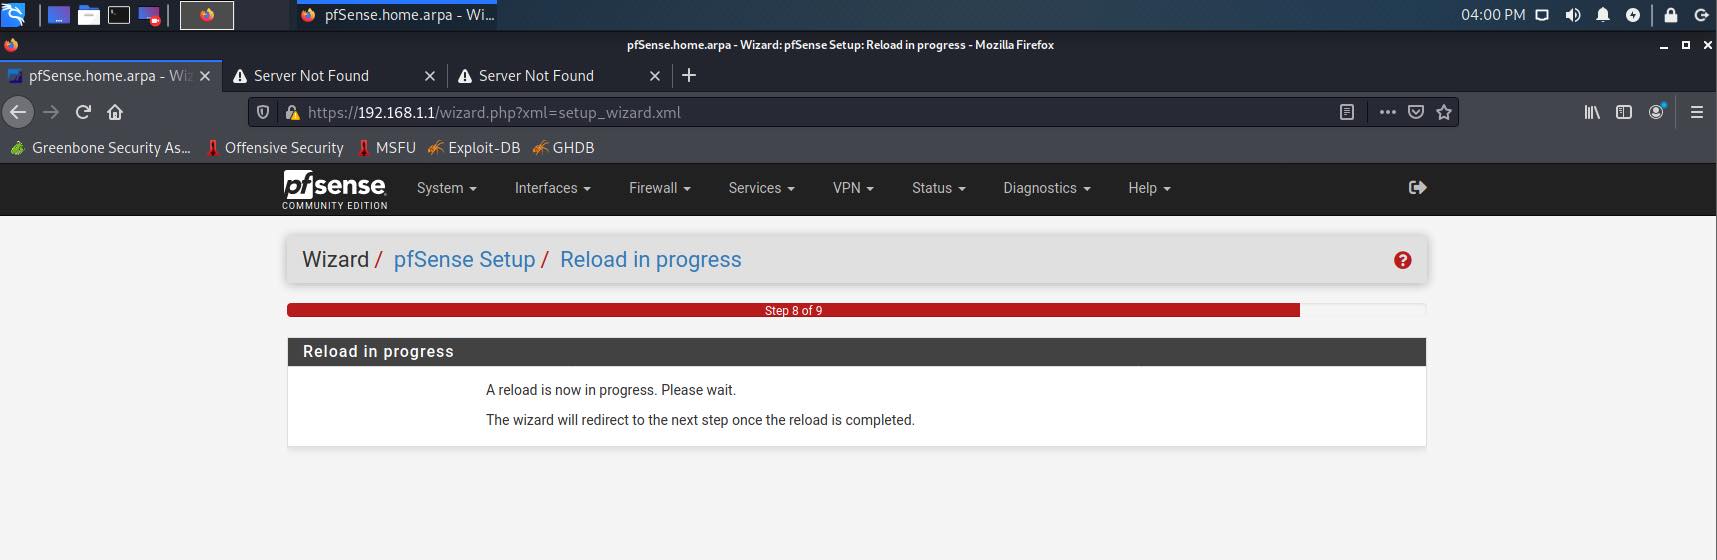 pfSense.home.arpa - Wi...
04:00 PM
pfSense.home.arpa - Wizard: pfSense Setup: Reload in progress - Mozilla Firefox
pfSense.home.arpa - Wiz
Server Not Found
Server Not Found
https://192.168.1.1/wizard.php?xml=setup_wizard.xml
Greenbone Security As... Offensive Security MSFU Exploit-DB GHDB
pfsense
COMMUNITY EDITION
System Interfaces Firewall Services VPN Status Diagnostics Help
Wizard / pfSense Setup / Reload in progress
Step 8 of 9
Reload in progress
A reload is now in progress. Please wait.
The wizard will redirect to the next step once the reload is completed.